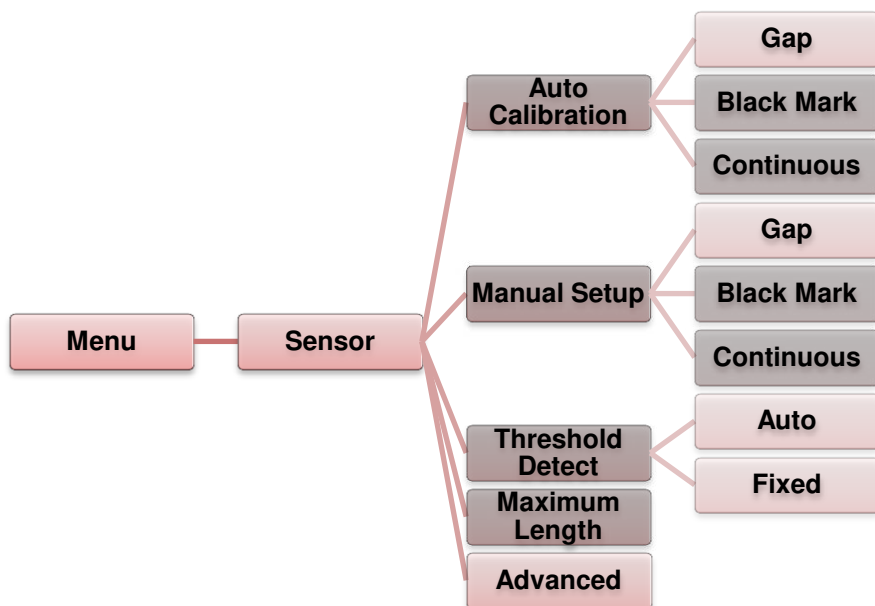 Menu
Sensor
Auto
Calibration
Gap
Black Mark
Continuous
Manual Setup
Gap
Black Mark
Continuous
Threshold
Detect
Auto
Fixed
Maximum
Length
Advanced